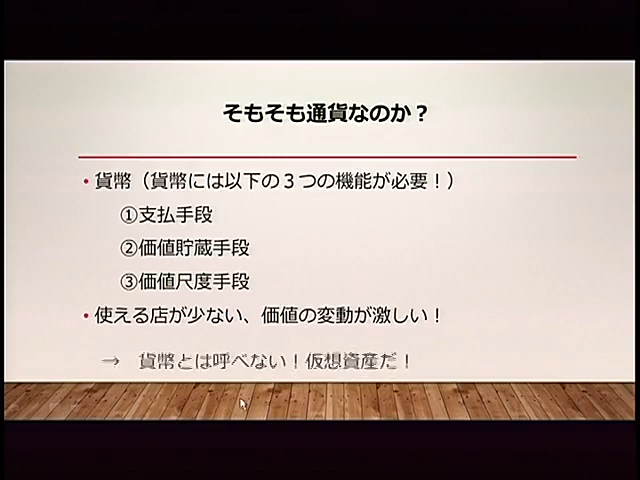 そもそも通貨なのか？
・貨幣（貨幣には以下の３つの機能が必要！）
①支払手段
②価値貯蔵手段
③価値尺度手段
・使える店が少ない、価値の変動が激しい！
→ 貨幣とは呼べない！仮想資産だ！